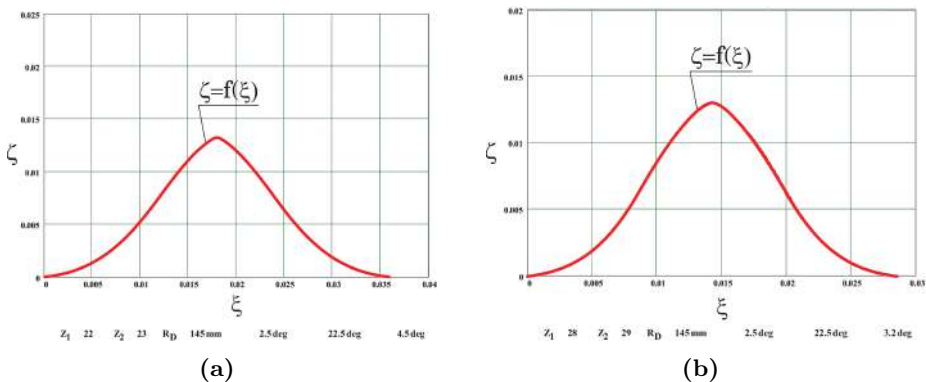 0.025
0.02
0.015
0.01
0.005
0
ζ
ζ=f(ξ)
0 0.005 0.01 0.015 0.02 0.025 0.03 0.035 0.04
ξ
Z1 22 Z2 23 RD 145 mm 2.5 deg 22.5 deg 4.5 deg
(a)
0.02
0.015
0.01
0.005
0
ζ
ζ=f(ξ)
0 0.005 0.01 0.015 0.02 0.025 0.03
ξ
Z1 28 Z2 29 RD 145 mm 2.5 deg 22.5 deg 3.2 deg
(b)